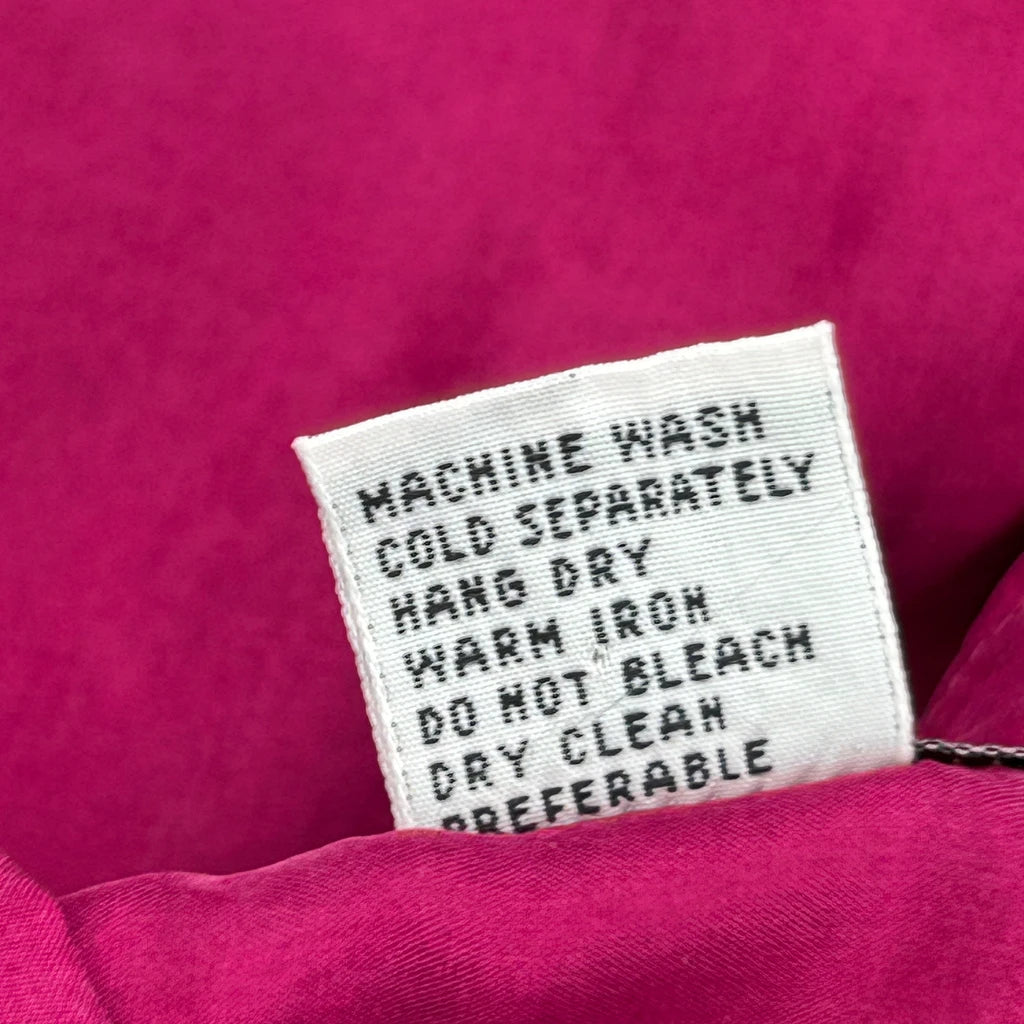 MACHINE WASH
COLD SEPARATELY
HANG DRY
WARM IRON
DO NOT BLEACH
DRY CLEAN
PREFERABLE